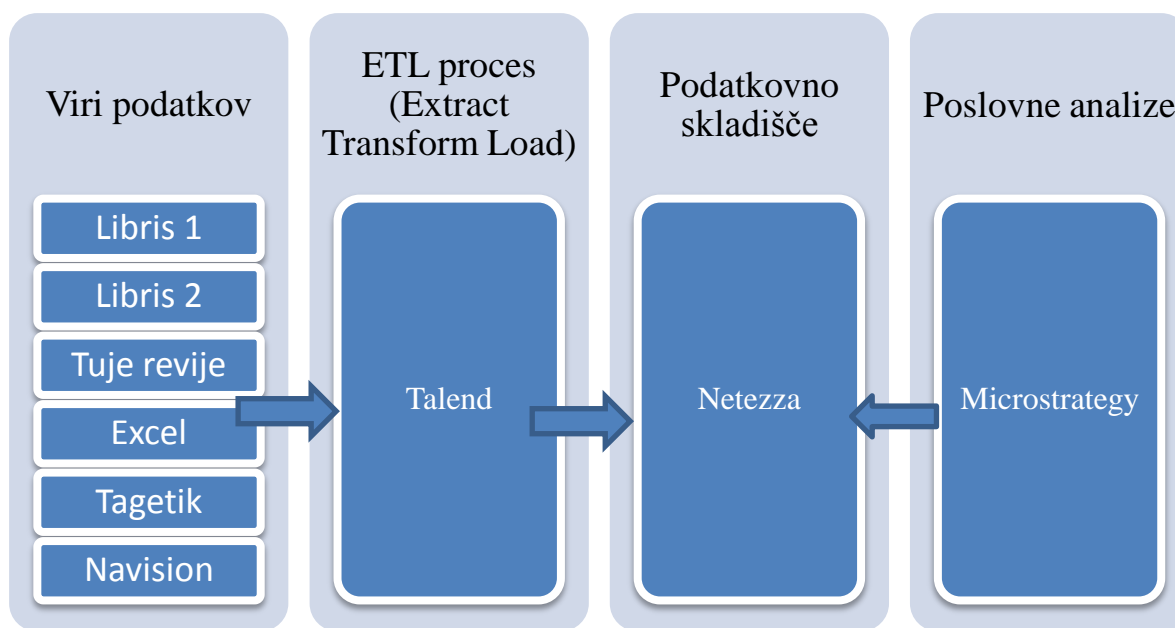 Viri podatkov
Libris 1
Libris 2
Tuje revije
Excel
Tagetik
Navision
ETL proces
(Extract
Transform Load)
Talend
Podatkovno
skladišče
Netezza
Poslovne analize
Microstrategy